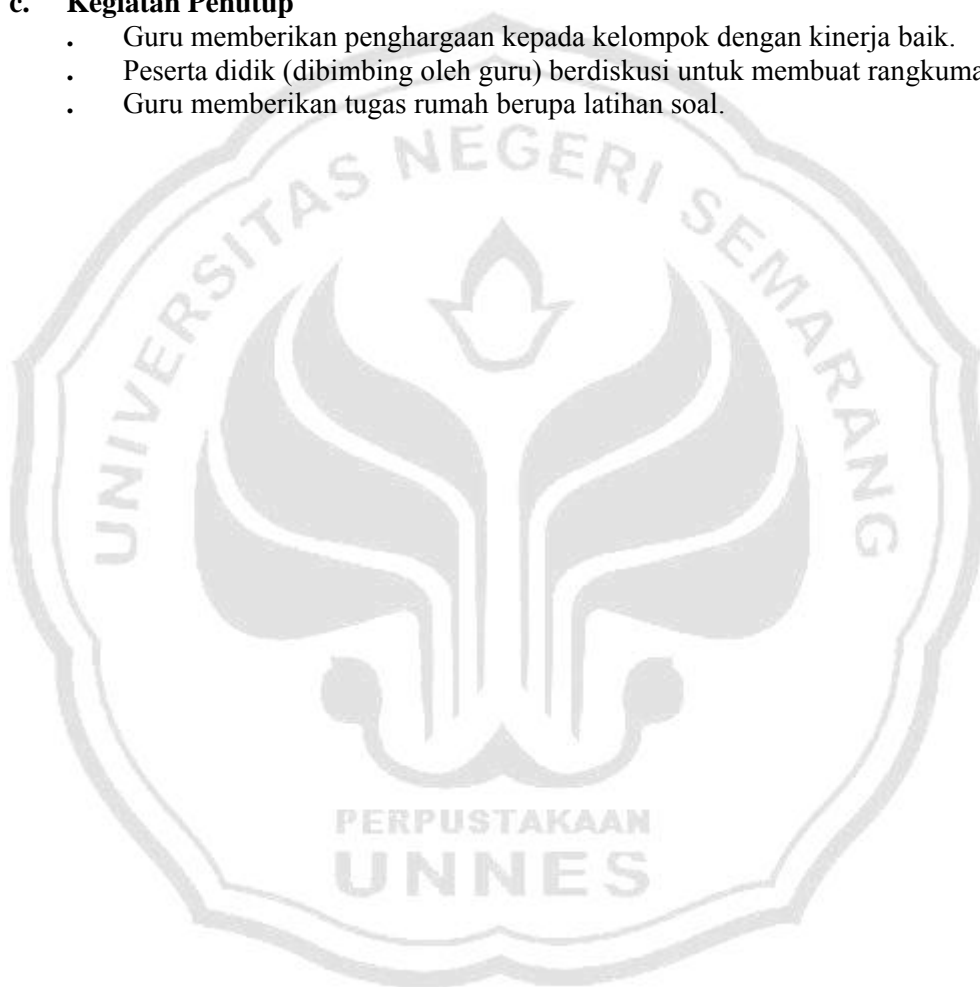 c. Kegiatan Penutup
. Guru memberikan penghargaan kepada kelompok dengan kinerja baik.
. Peserta didik (dibimbing oleh guru) berdiskusi untuk membuat
. Guru memberikan tugas rumah berupa latihan soal.
UNIVERSITAS NEGERI SEMARANG
PERPUSTAKAAN
UNNES